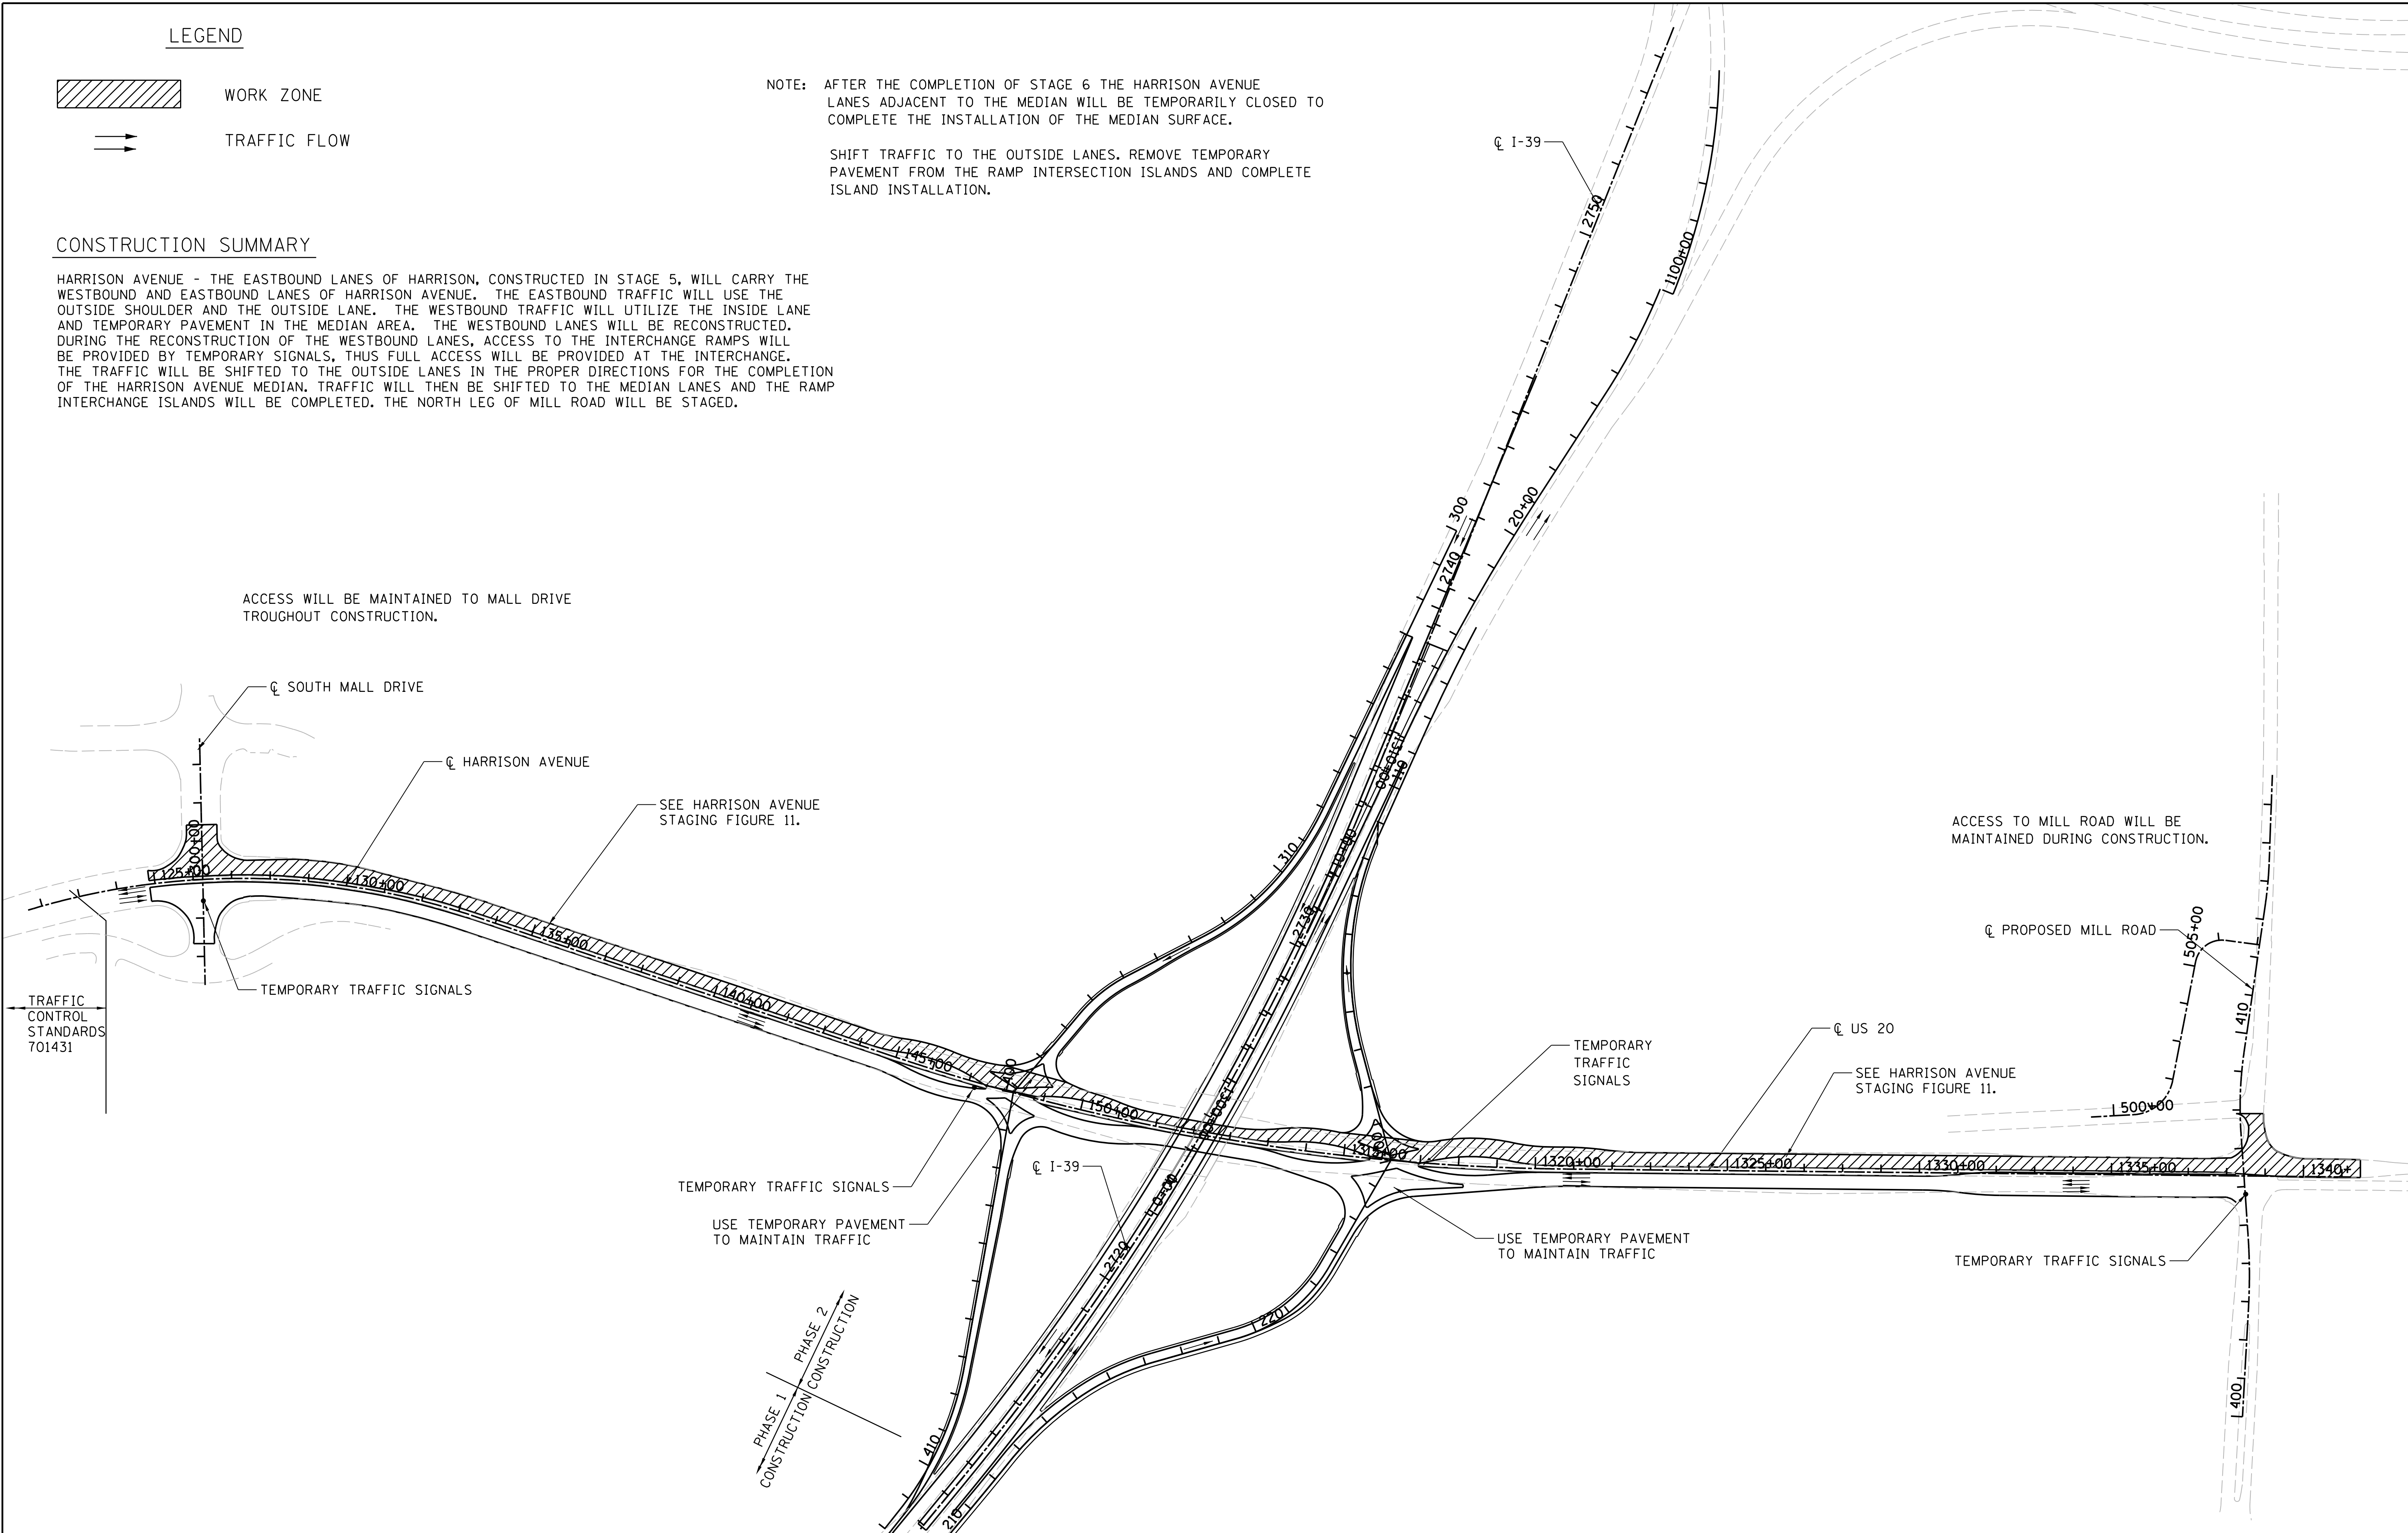 LEGEND
WORK ZONE
TRAFFIC FLOW
NOTE: AFTER THE COMPLETION OF STAGE 6 THE HARRISON AVENUE
LANES ADJACENT TO THE MEDIAN WILL BE TEMPORARILY CLOSED TO
COMPLETE THE INSTALLATION OF THE MEDIAN SURFACE.
SHIFT TRAFFIC TO THE OUTSIDE LANES. REMOVE TEMPORARY
PAVEMENT FROM THE RAMP INTERSECTION ISLANDS AND COMPLETE
ISLAND INSTALLATION.
CONSTRUCTION SUMMARY
HARRISON AVENUE - THE EASTBOUND LANES OF HARRISON, CONSTRUCTED IN STAGE 5, WILL CARRY THE
WESTBOUND AND EASTBOUND LANES OF HARRISON AVENUE. THE EASTBOUND TRAFFIC WILL USE THE
OUTSIDE SHOULDER AND THE OUTSIDE LANE. THE WESTBOUND TRAFFIC WILL UTILIZE THE INSIDE LANE
AND TEMPORARY PAVEMENT IN THE MEDIAN AREA. THE WESTBOUND LANES WILL BE RECONSTRUCTED.
DURING THE RECONSTRUCTION OF THE WESTBOUND LANES, ACCESS TO THE INTERCHANGE RAMPS WILL
BE PROVIDED BY TEMPORARY SIGNALS, THUS FULL ACCESS WILL BE PROVIDED AT THE INTERCHANGE.
THE TRAFFIC WILL BE SHIFTED TO THE OUTSIDE LANES IN THE PROPER DIRECTIONS FOR THE COMPLETION
OF THE HARRISON AVENUE MEDIAN. TRAFFIC WILL THEN BE SHIFTED TO THE MEDIAN LANES AND THE RAMP
INTERCHANGE ISLANDS WILL BE COMPLETED. THE NORTH LEG OF MILL ROAD WILL BE STAGED.
℄ I-39
2750
1100+00
300
20+00
2740
ACCESS WILL BE MAINTAINED TO MALL DRIVE
TROUGHOUT CONSTRUCTION.
℄ SOUTH MALL DRIVE
℄ HARRISON AVENUE
SEE HARRISON AVENUE
STAGING FIGURE 11.
1310+00
110
310
10+00
2730
300+00
125+00
130+00
135+00
140+00
145+00
400
150+00
TEMPORARY TRAFFIC SIGNALS
TRAFFIC
CONTROL
STANDARDS
701431
ACCESS TO MILL ROAD WILL BE
MAINTAINED DURING CONSTRUCTION.
505+00
℄ PROPOSED MILL ROAD
410
℄ US 20
TEMPORARY
TRAFFIC
SIGNALS
SEE HARRISON AVENUE
STAGING FIGURE 11.
500+00
1300+00
1315+00
1320+00
1325+00
1330+00
1335+00
1340+
℄ I-39
TEMPORARY TRAFFIC SIGNALS
USE TEMPORARY PAVEMENT
TO MAINTAIN TRAFFIC
0+00
2720
USE TEMPORARY PAVEMENT
TO MAINTAIN TRAFFIC
TEMPORARY TRAFFIC SIGNALS
220
400
PHASE 2
CONSTRUCTION
PHASE 1
CONSTRUCTION
410
210